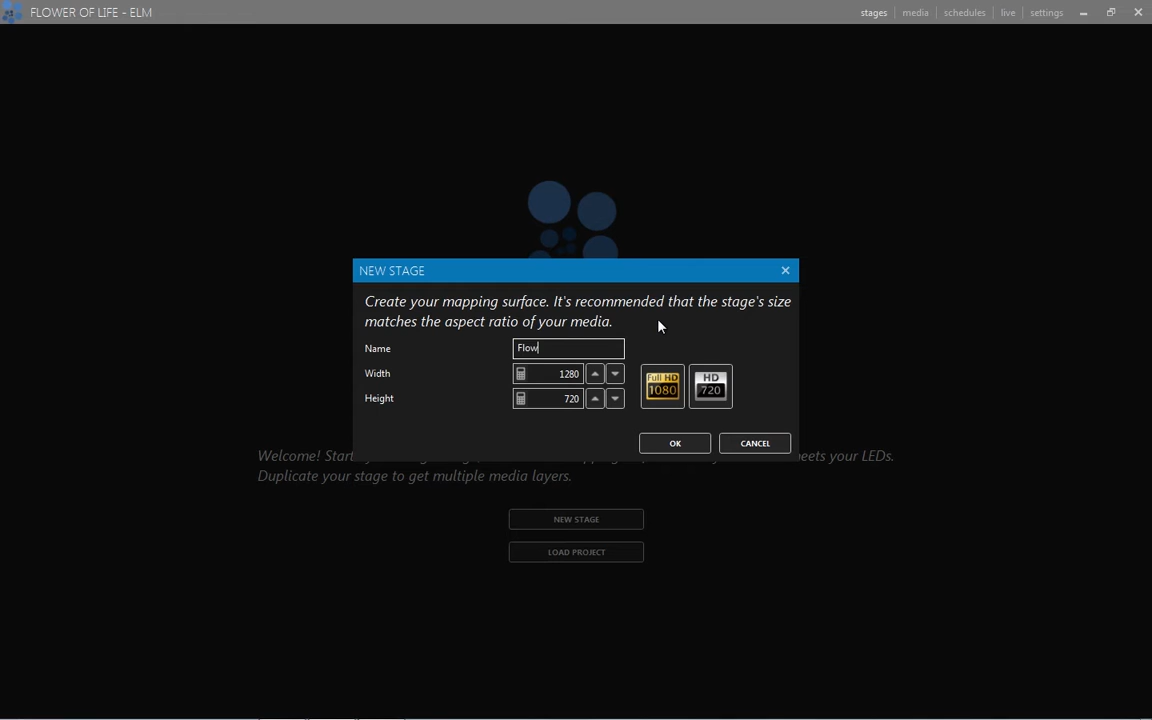 FLOWER OF LIFE - ELM
stages media schedules live settings
NEW STAGE
Create your mapping surface. It's recommended that the stage's size
matches the aspect ratio of your media.
Name Flow
Width 1280
Height 720
Full HD 1080
HD 720
OK CANCEL
Welcome! Start eets your LEDs.
Duplicate your stage to get multiple media layers.
NEW STAGE
LOAD PROJECT